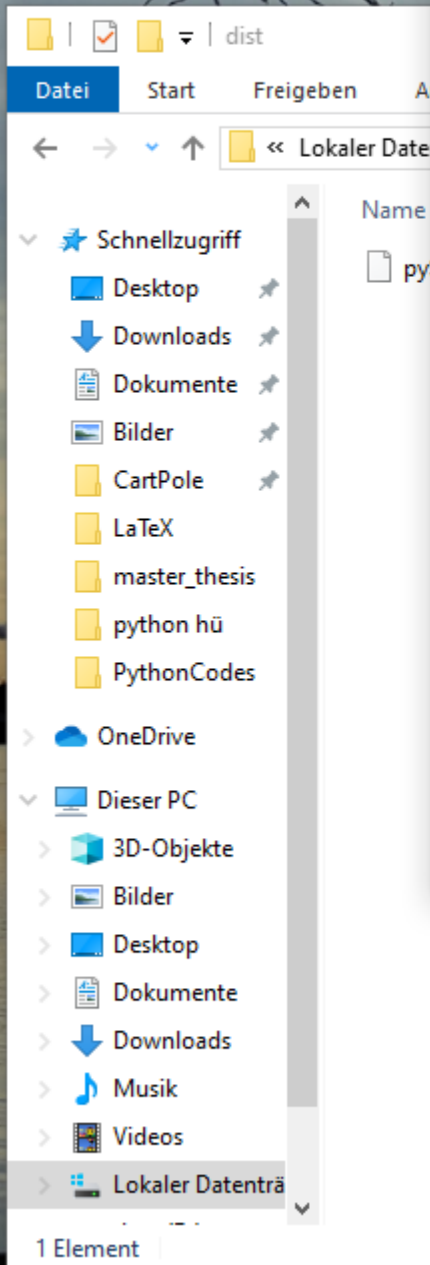 dist
Datei Start Freigeben
Lokaler Date
Name
Schnellzugriff
Desktop
Downloads
Dokumente
Bilder
CartPole
LaTeX
master_thesis
python hü
PythonCodes
OneDrive
Dieser PC
3D-Objekte
Bilder
Desktop
Dokumente
Downloads
Musik
Videos
Lokaler Datenträ
1 Element